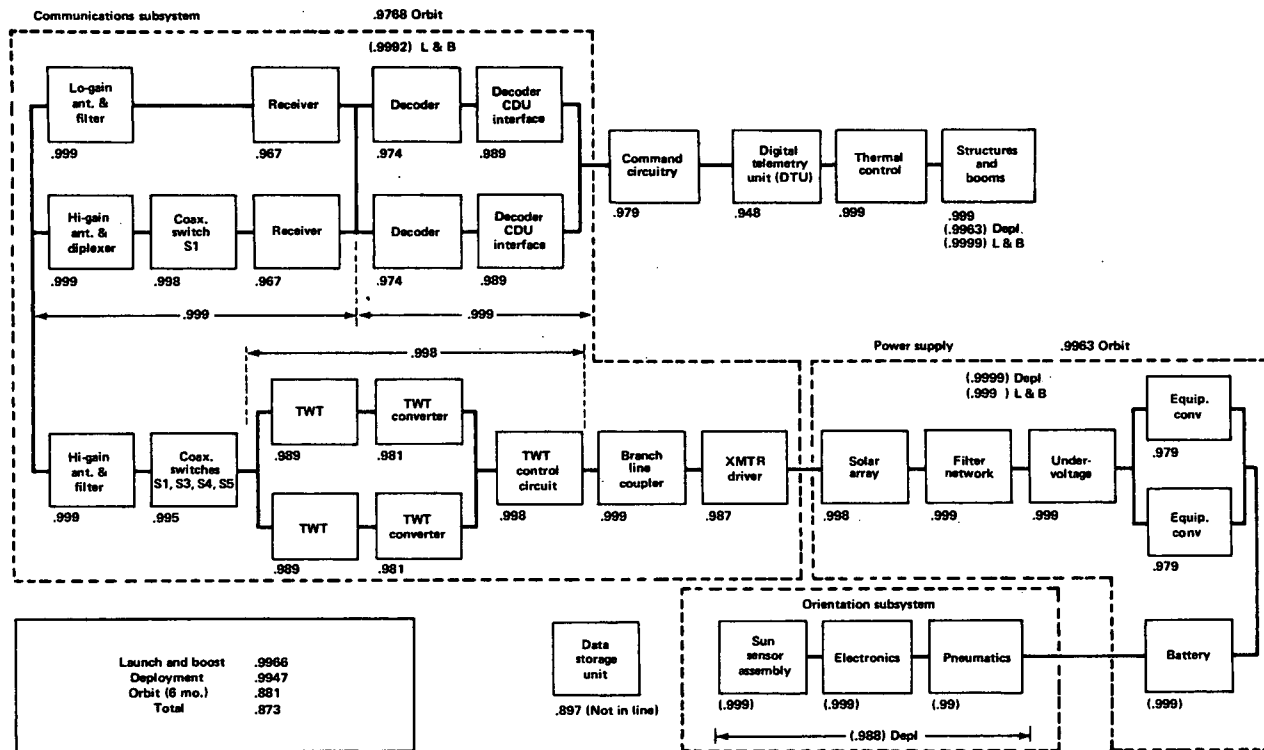 Communications subsystem
.9768 Orbit
(.9992) L & B
Lo-gain
ant. &
filter
.999
Receiver
.967
Decoder
.974
Decoder
CDU
interface
.989
Hi-gain
ant. &
diplexer
.999
Coax.
switch
S1
.998
Receiver
.967
Decoder
.974
Decoder
CDU
interface
.989
.999
.999
Command
circuitry
.979
Digital
telemetry
unit (DTU)
.948
Thermal
control
.999
Structures
and
booms
.999
(.9963) Depl.
(.9999) L & B
.998
Hi-gain
ant. &
filter
.999
Coax.
switches
S1, S3, S4, S5
.995
TWT
.989
TWT
converter
.981
TWT
.989
TWT
converter
.981
TWT
control
circuit
.998
Branch
line
coupler
.999
XMTR
driver
.987
Power supply
.9963 Orbit
(.9999) Depl
(.999 ) L & B
Solar
array
.998
Filter
network
.999
Under-
voltage
.999
Equip.
conv
.979
Equip.
conv
.979
Battery
(.999)
Orientation subsystem
Sun
sensor
assembly
(.999)
Electronics
(.999)
Pneumatics
(.99)
(.988) Depl
Data
storage
unit
.897 (Not in line)
Launch and boost .9966
Deployment .9947
Orbit (6 mo.) .881
Total .873